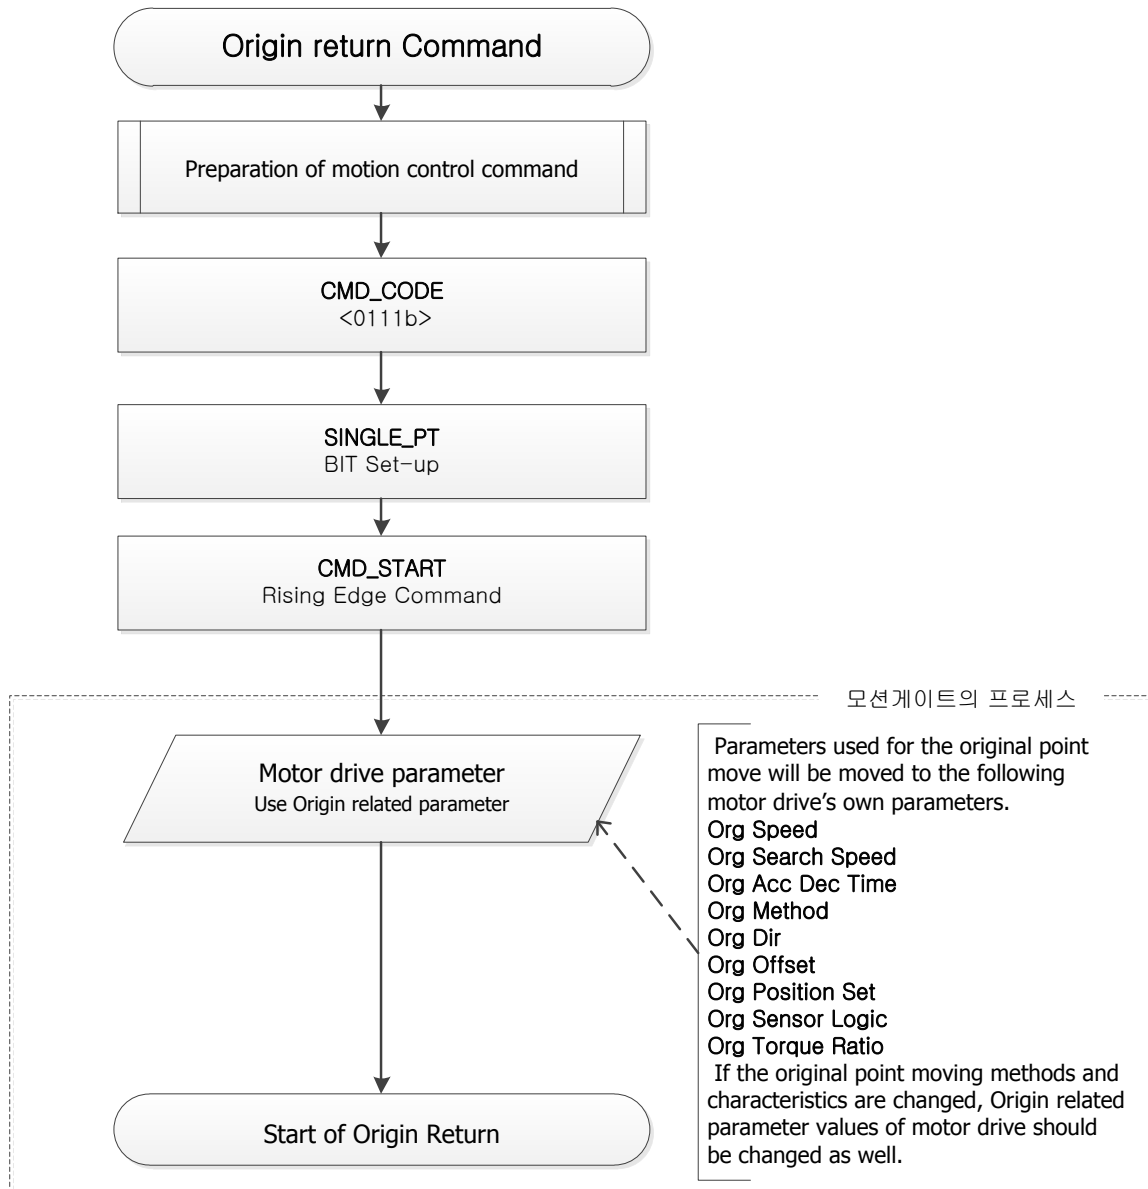 Origin return Command
Preparation of motion control command
CMD_CODE
<0111b>
SINGLE_PT
BIT Set-up
CMD_START
Rising Edge Command
모션게이트의 프로세스
Motor drive parameter
Use Origin related parameter
Parameters used for the original point
move will be moved to the following
motor drive's own parameters.
Org Speed
Org Search Speed
Org Acc Dec Time
Org Method
Org Dir
Org Offset
Org Position Set
Org Sensor Logic
Org Torque Ratio
If the original point moving methods and
characteristics are changed, Origin related
parameter values of motor drive should
be changed as well.
Start of Origin Return